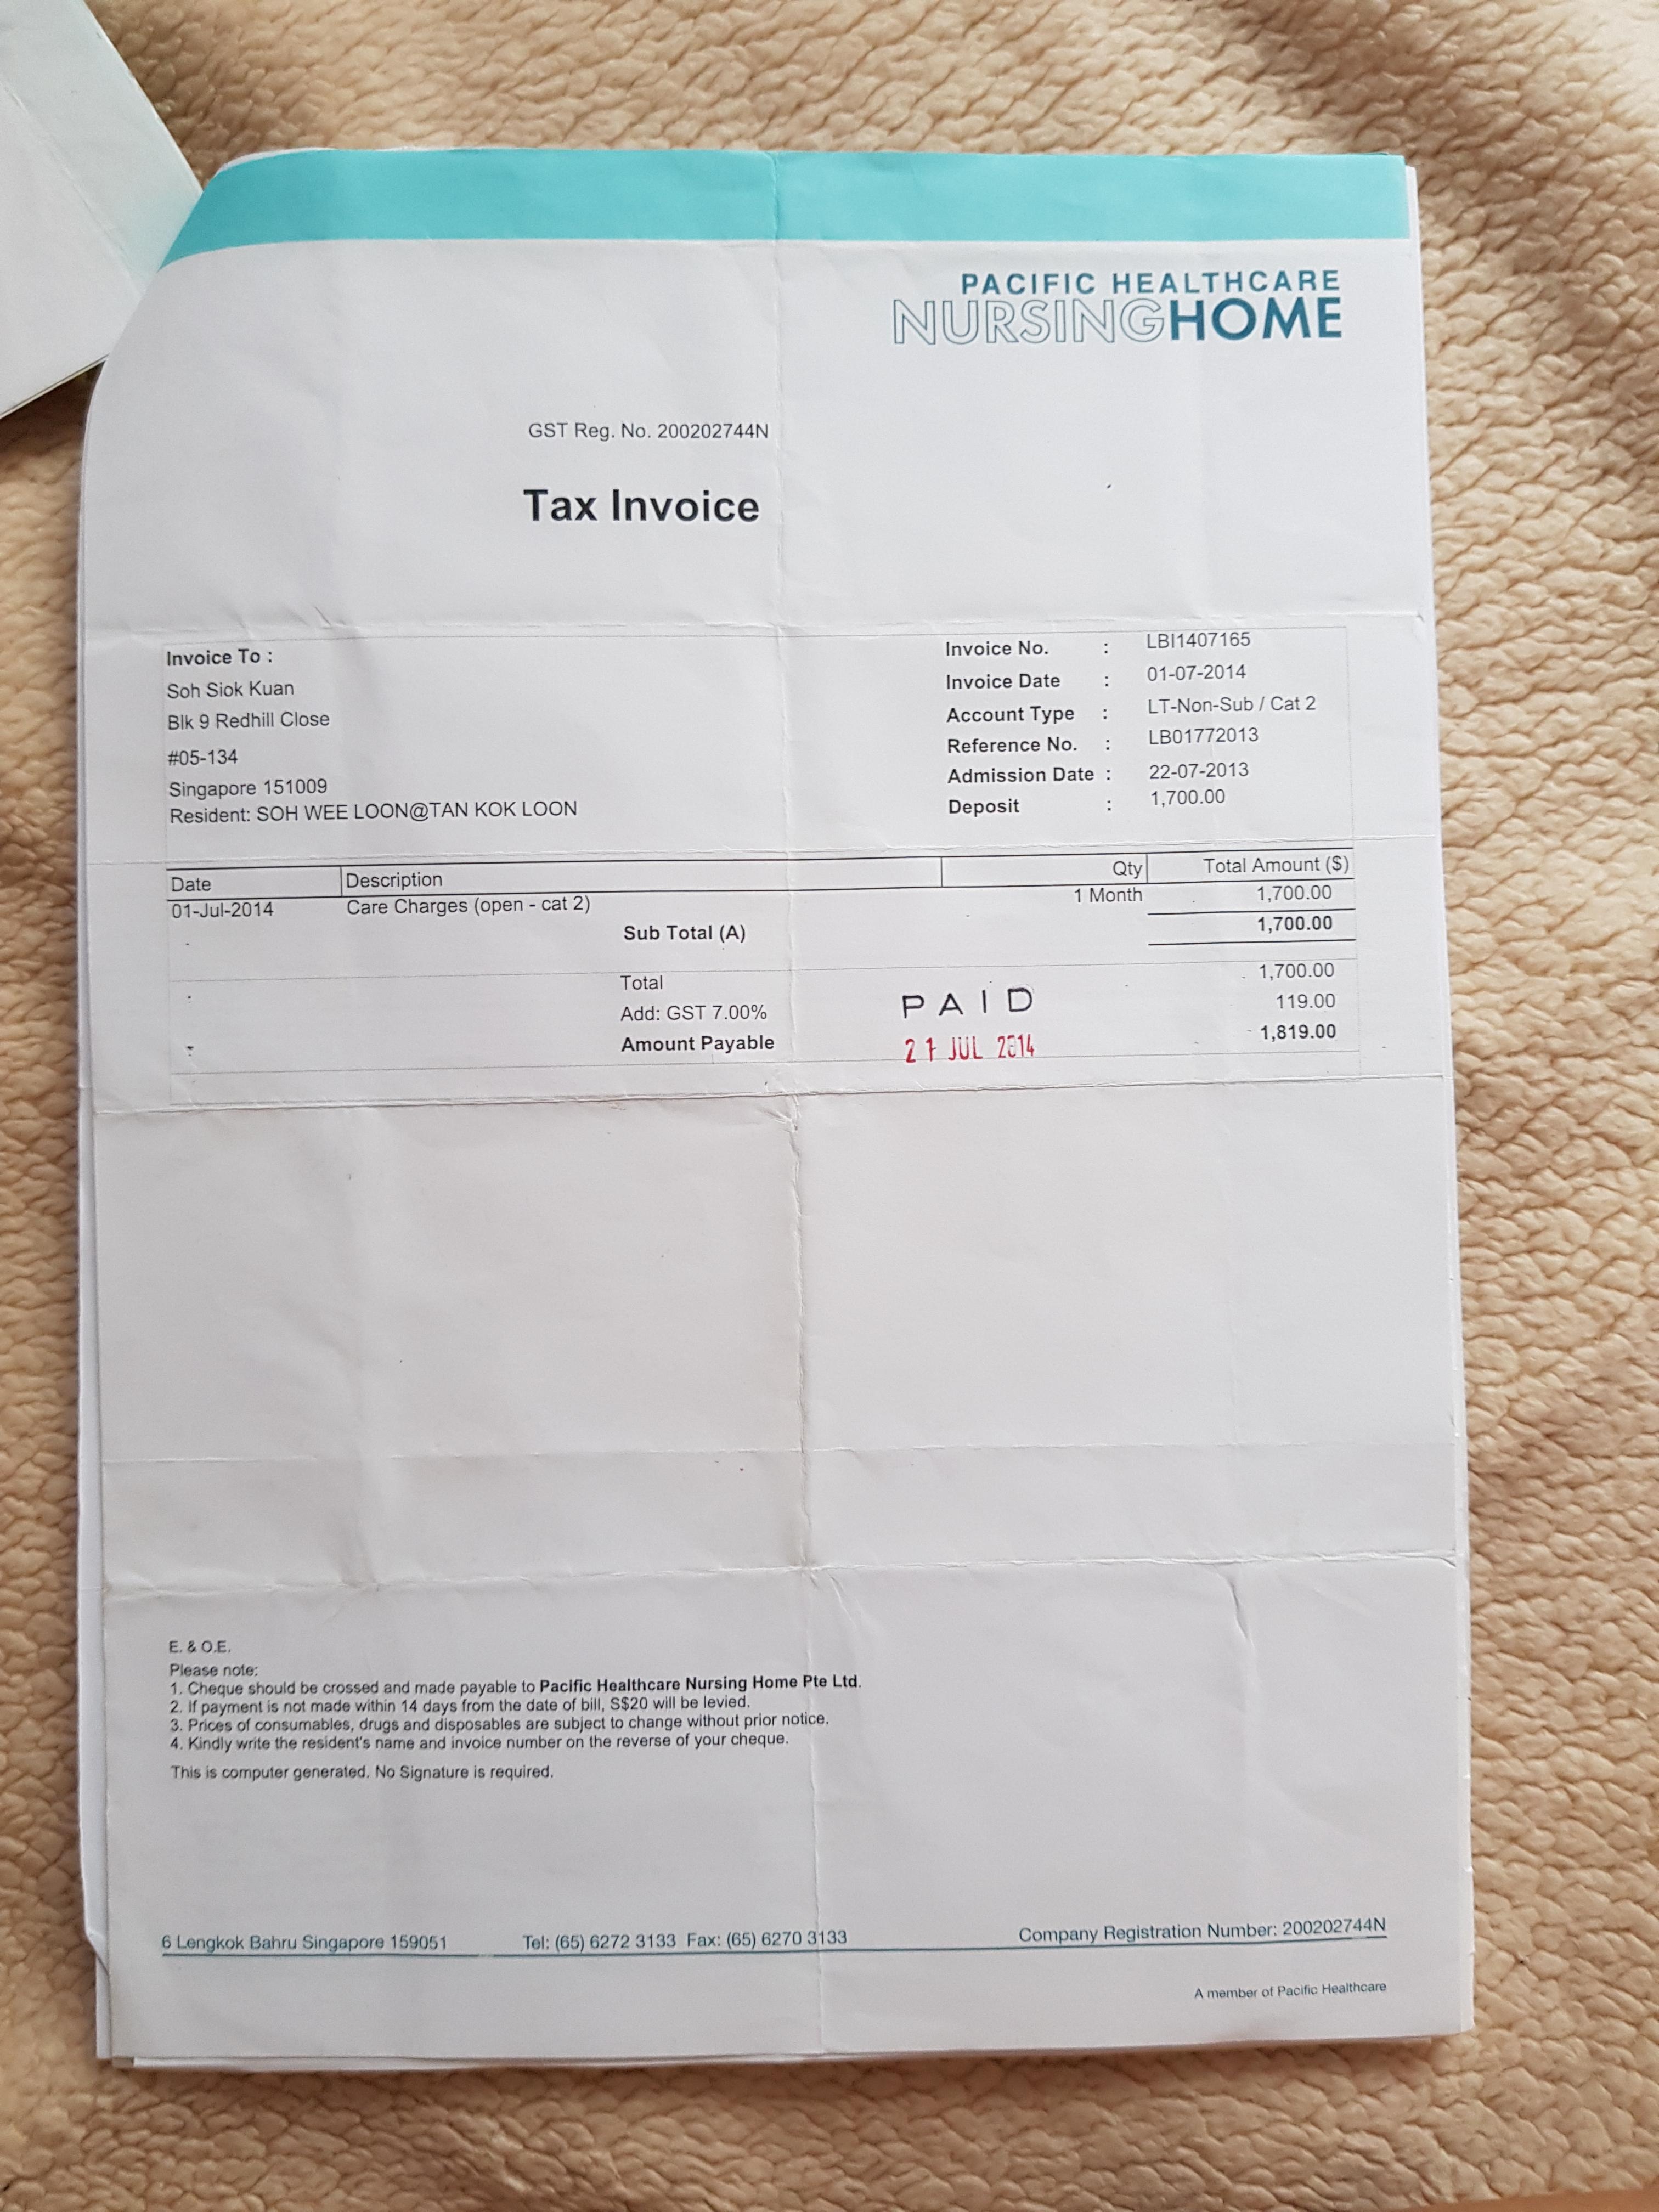 PACIFIC HEALTHCARE
NURSINGHOME
GST Reg. No. 200202744N
Tax Invoice
Invoice To :
Soh Siok Kuan
Blk 9 Redhill Close
#05-134
Singapore 151009
Resident: SOH WEE LOON@TAN KOK LOON
Invoice No. : LBI1407165
Invoice Date : 01-07-2014
Account Type : LT-Non-Sub / Cat 2
Reference No. : LB01772013
Admission Date : 22-07-2013
Deposit : 1,700.00
Date Description Qty Total Amount ($)
01-Jul-2014 Care Charges (open - cat 2) 1 Month 1,700.00
Sub Total (A) 1,700.00
Total 1,700.00
Add: GST 7.00% 119.00
Amount Payable 1,819.00
PAID
21 JUL 2014
E. & O.E.
Please note:
1. Cheque should be crossed and made payable to Pacific Healthcare Nursing Home Pte Ltd.
2. If payment is not made within 14 days from the date of bill, S$20 will be levied.
3. Prices of consumables, drugs and disposables are subject to change without prior notice.
4. Kindly write the resident's name and invoice number on the reverse of your cheque.
This is computer generated. No Signature is required.
6 Lengkok Bahru Singapore 159051 Tel: (65) 6272 3133 Fax: (65) 6270 3133 Company Registration Number: 200202744N
A member of Pacific Healthcare